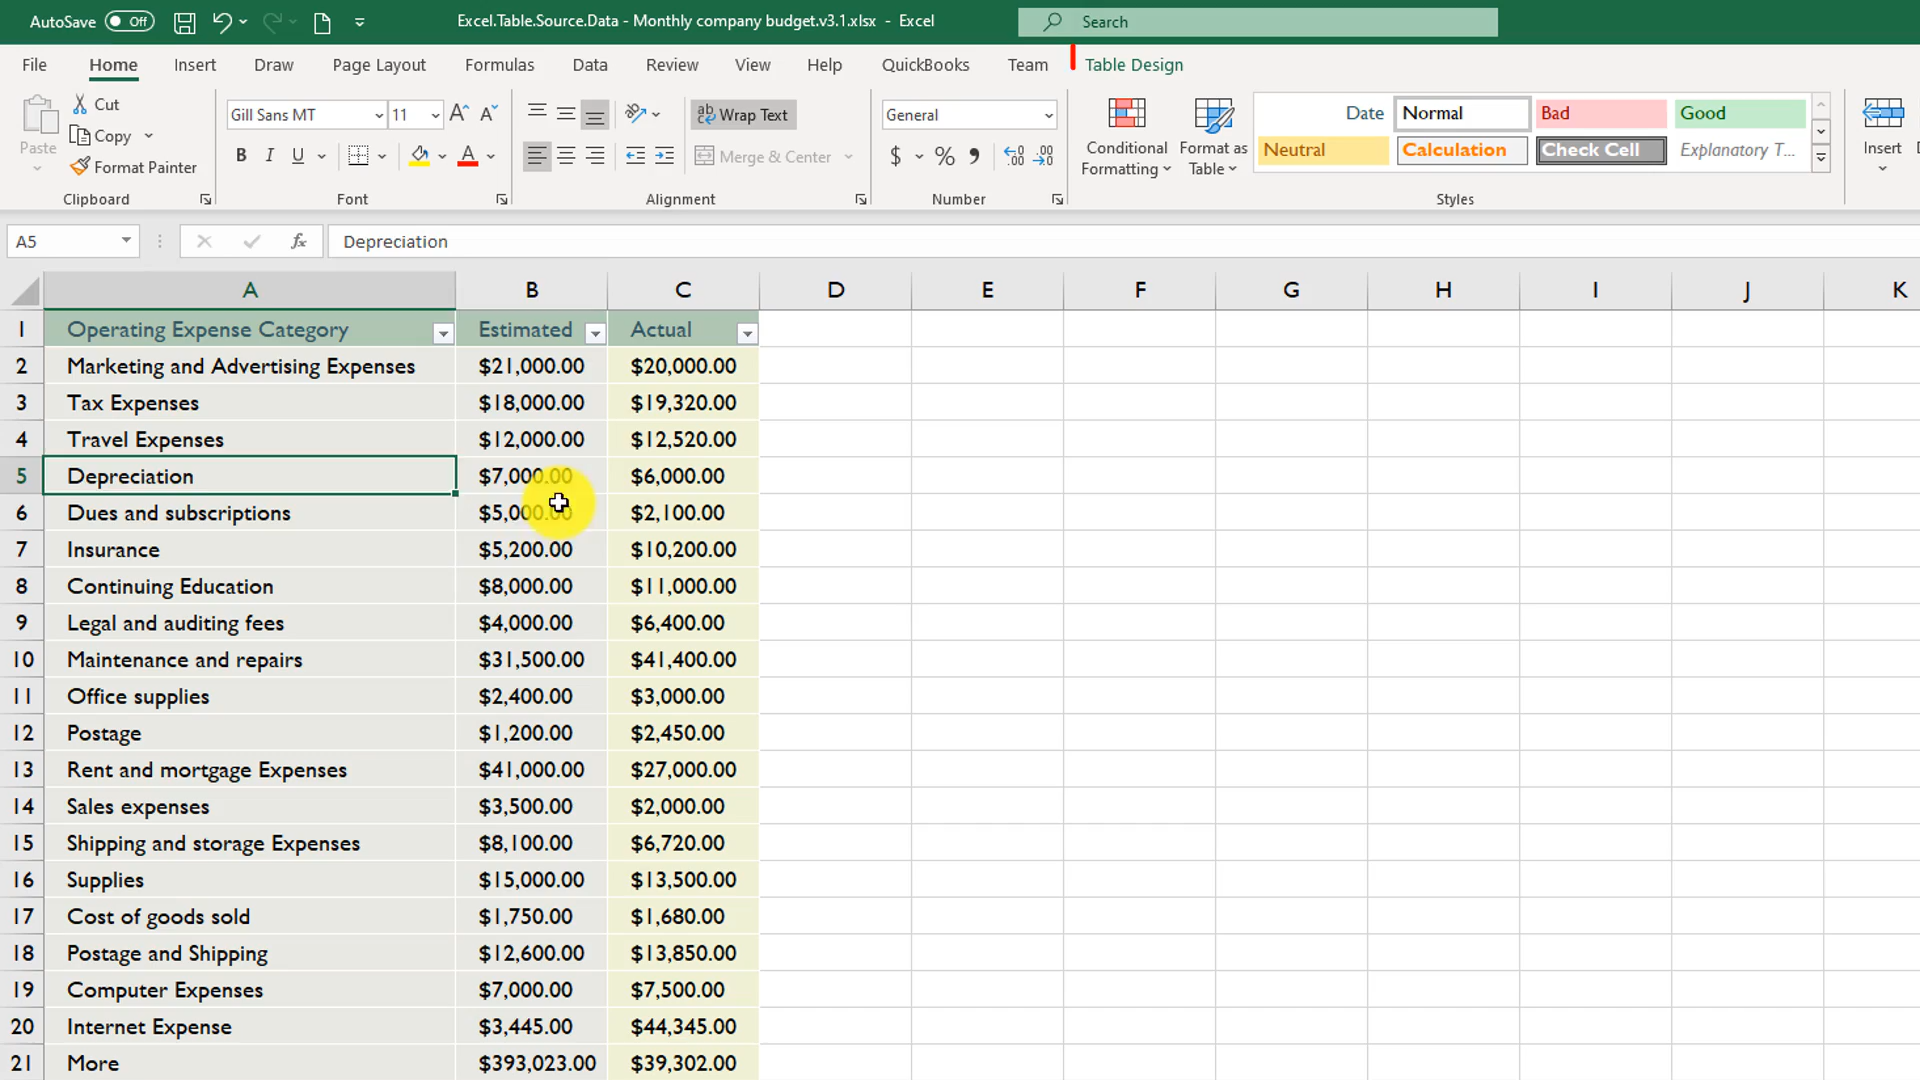 AutoSave Off Excel.Table.Source.Data - Monthly company budget.v3.1.xlsx - Excel Search
File Home Insert Draw Page Layout Formulas Data Review View Help QuickBooks Team Table Design
Paste
Cut
Copy
Format Painter
Clipboard
Gill Sans MT 11
B I U A
Font
ab Wrap Text
Merge & Center
Alignment
General
$ % 9
Number
Conditional Formatting
Format as Table
Date Normal Bad Good
Neutral Calculation Check Cell Explanatory T...
Styles
Insert
A5 fx Depreciation
A B C D E F G H I J K
1 Operating Expense Category Estimated Actual
2 Marketing and Advertising Expenses $21,000.00 $20,000.00
3 Tax Expenses $18,000.00 $19,320.00
4 Travel Expenses $12,000.00 $12,520.00
5 Depreciation $7,000.00 $6,000.00
6 Dues and subscriptions $5,000.00 $2,100.00
7 Insurance $5,200.00 $10,200.00
8 Continuing Education $8,000.00 $11,000.00
9 Legal and auditing fees $4,000.00 $6,400.00
10 Maintenance and repairs $31,500.00 $41,400.00
11 Office supplies $2,400.00 $3,000.00
12 Postage $1,200.00 $2,450.00
13 Rent and mortgage Expenses $41,000.00 $27,000.00
14 Sales expenses $3,500.00 $2,000.00
15 Shipping and storage Expenses $8,100.00 $6,720.00
16 Supplies $15,000.00 $13,500.00
17 Cost of goods sold $1,750.00 $1,680.00
18 Postage and Shipping $12,600.00 $13,850.00
19 Computer Expenses $7,000.00 $7,500.00
20 Internet Expense $3,445.00 $44,345.00
21 More $393,023.00 $39,302.00